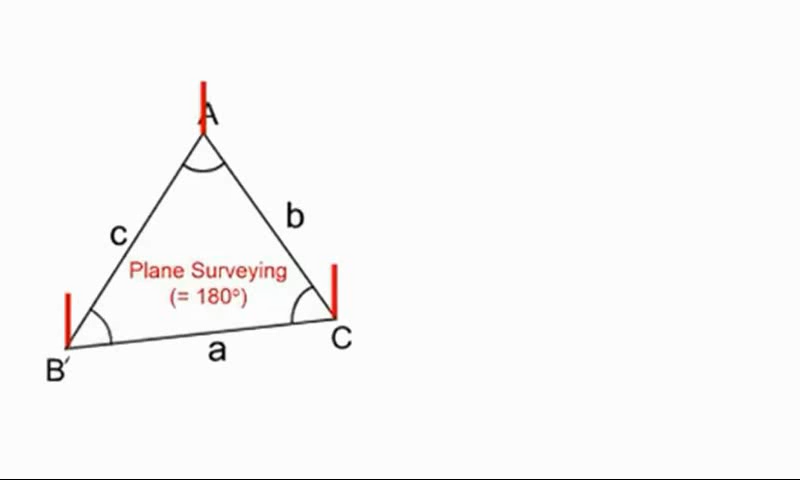 A
c
b
Plane Surveying
(= 180°)
B′
a
C